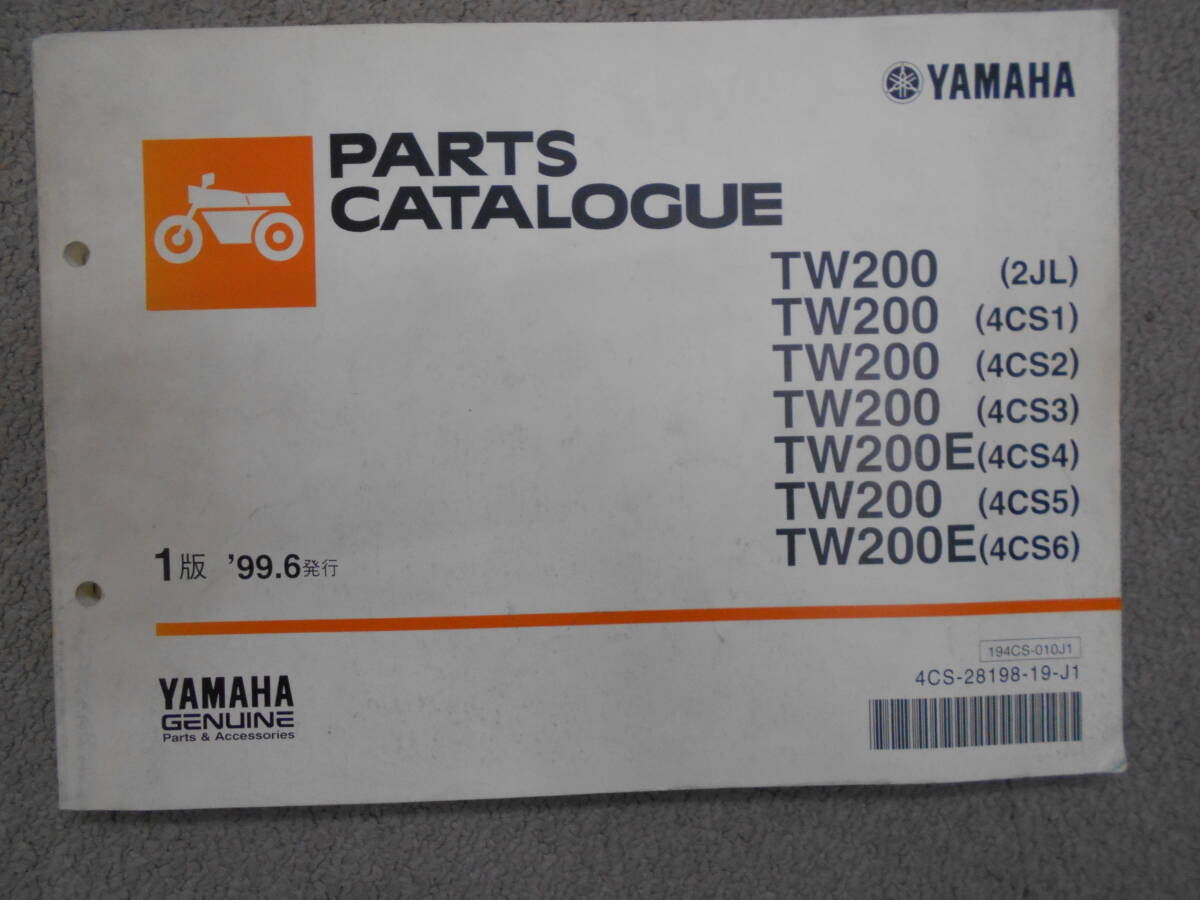 YAMAHA
PARTS
CATALOGUE
TW200 (2JL)
TW200 (4CS1)
TW200 (4CS2)
TW200 (4CS3)
TW200E(4CS4)
TW200 (4CS5)
TW200E(4CS6)
1版 '99.6発行
194CS-010J1
4CS-28198-19-J1
YAMAHA
GENUINE
Parts & Accessories